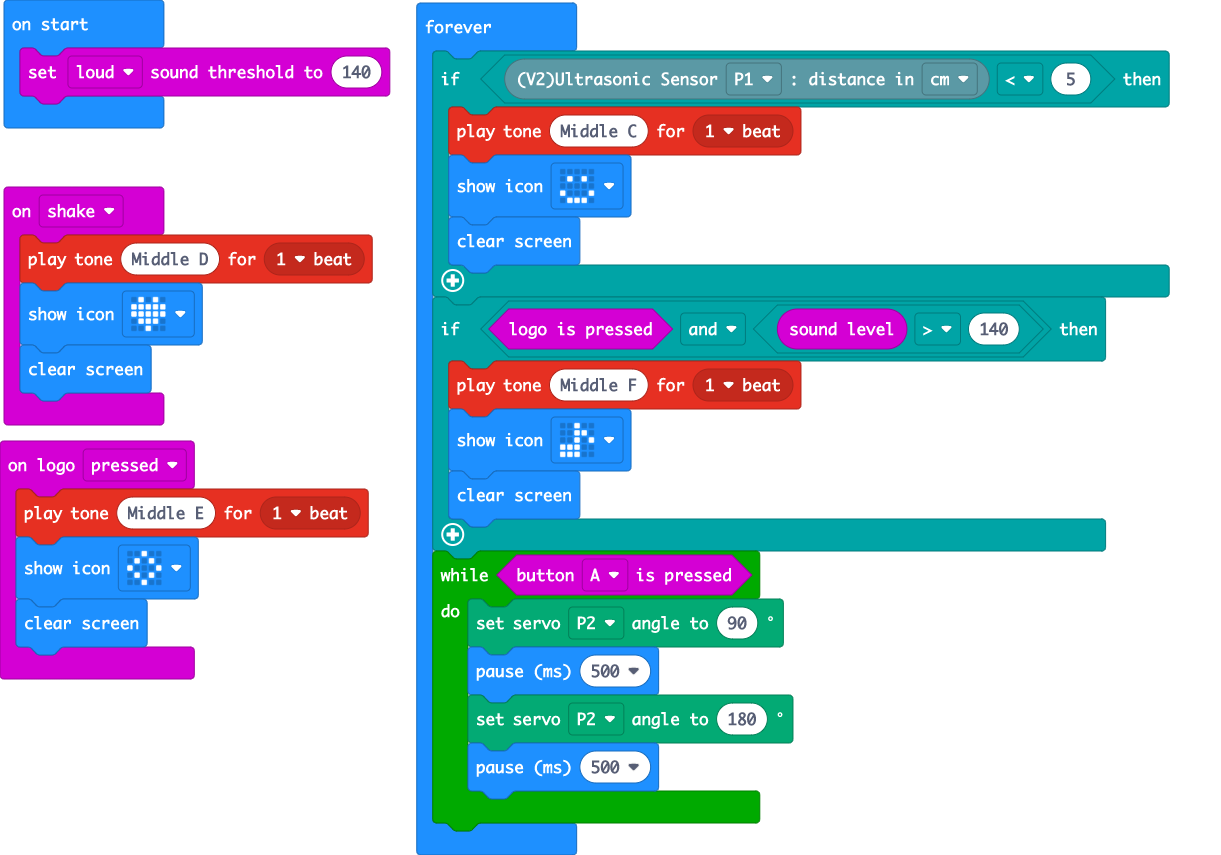 on start
set loud sound threshold to 140
on shake
play tone Middle D for 1 beat
show icon
clear screen
on logo pressed
play tone Middle E for 1 beat
show icon
clear screen
forever
if (V2)Ultrasonic Sensor P1 : distance in cm < 5 then
play tone Middle C for 1 beat
show icon
clear screen
if logo is pressed and sound level > 140 then
play tone Middle F for 1 beat
show icon
clear screen
while button A is pressed
do
set servo P2 angle to 90 °
pause (ms) 500
set servo P2 angle to 180 °
pause (ms) 500